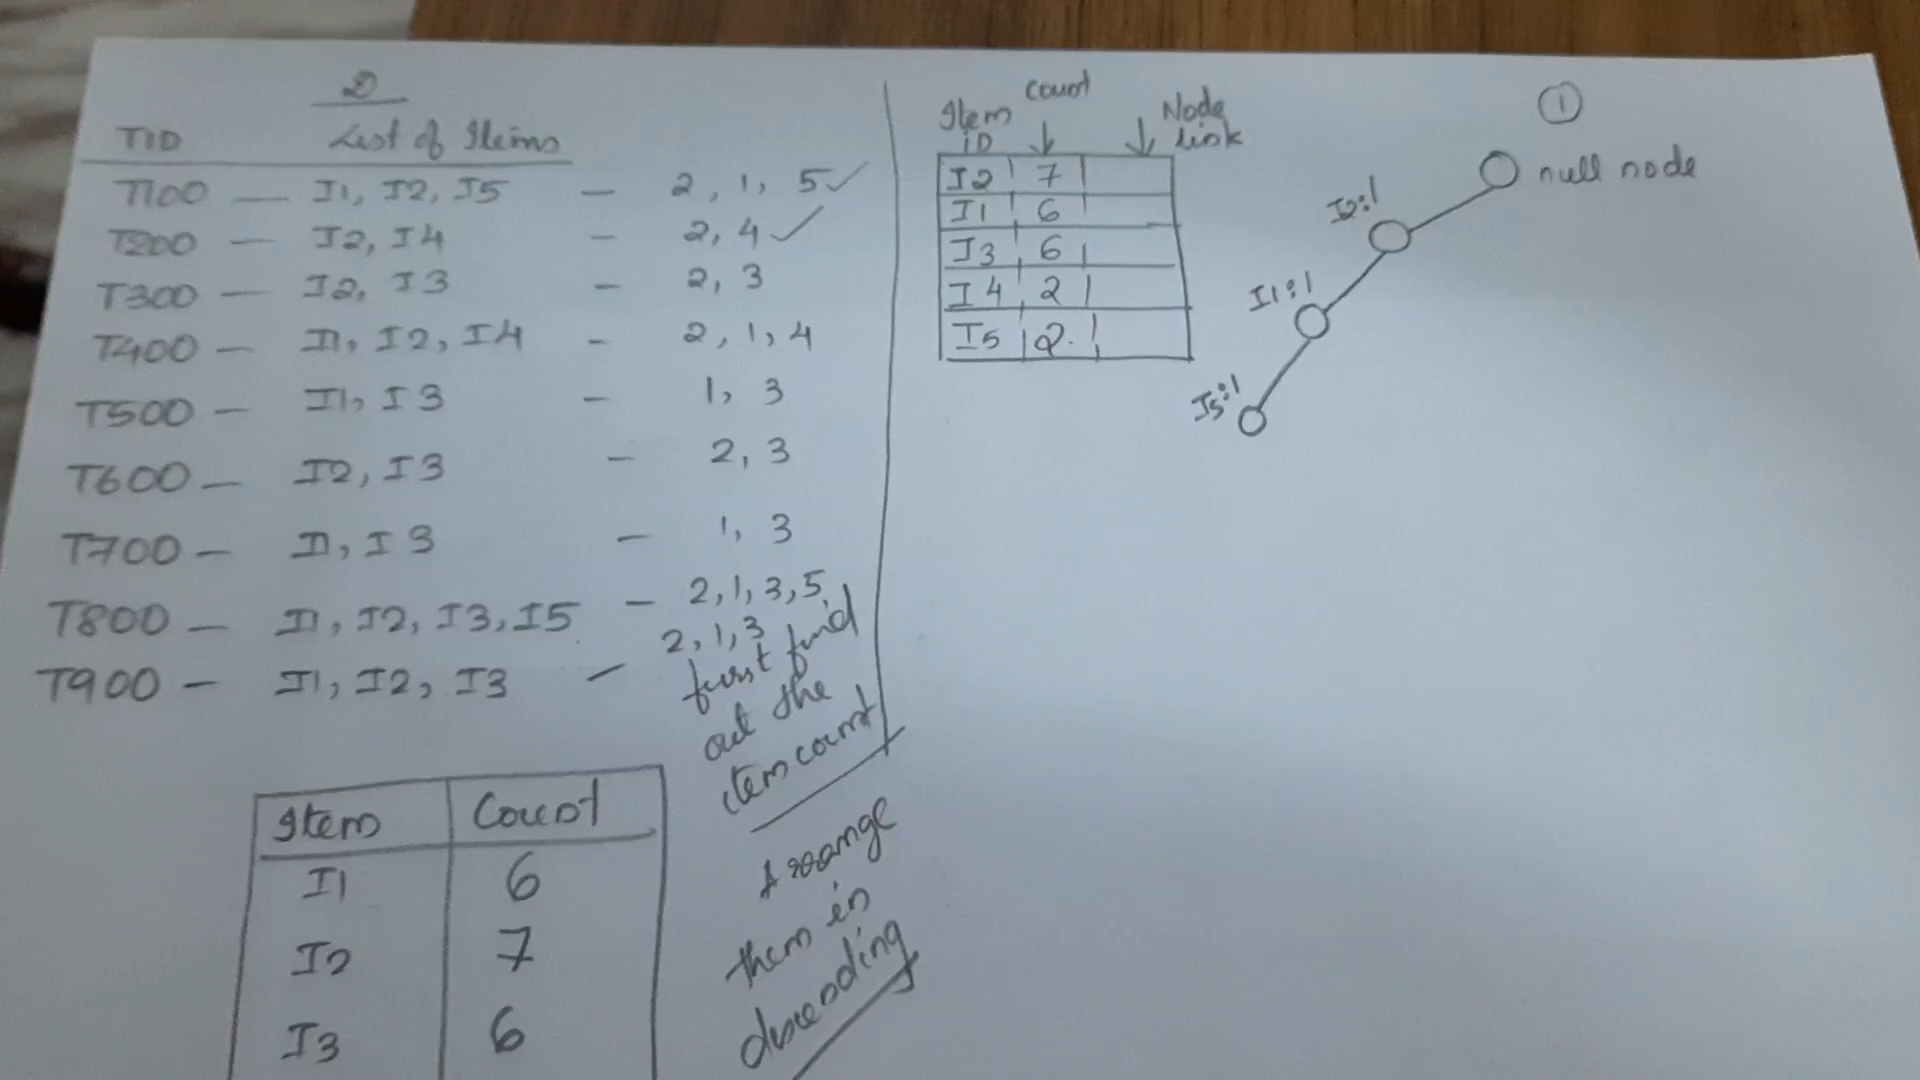 D
TID List of Items
T100 — I1, I2, I5 — 2, 1, 5 ✓
T200 — I2, I4 — 2, 4 ✓
T300 — I2, I3 — 2, 3
T400 — I1, I2, I4 — 2, 1, 4
T500 — I1, I3 — 1, 3
T600 — I2, I3 — 2, 3
T700 — I1, I3 — 1, 3
T800 — I1, I2, I3, I5 — 2, 1, 3, 5
T900 — I1, I2, I3 — 2, 1, 3
first find
out the
item count
Arrange
them in
descending
Item Count
I1 6
I2 7
I3 6
Item ID count Node link
I2 7
I1 6
I3 6
I4 2
I5 2
1
null node
I2:1
I1:1
I5:1